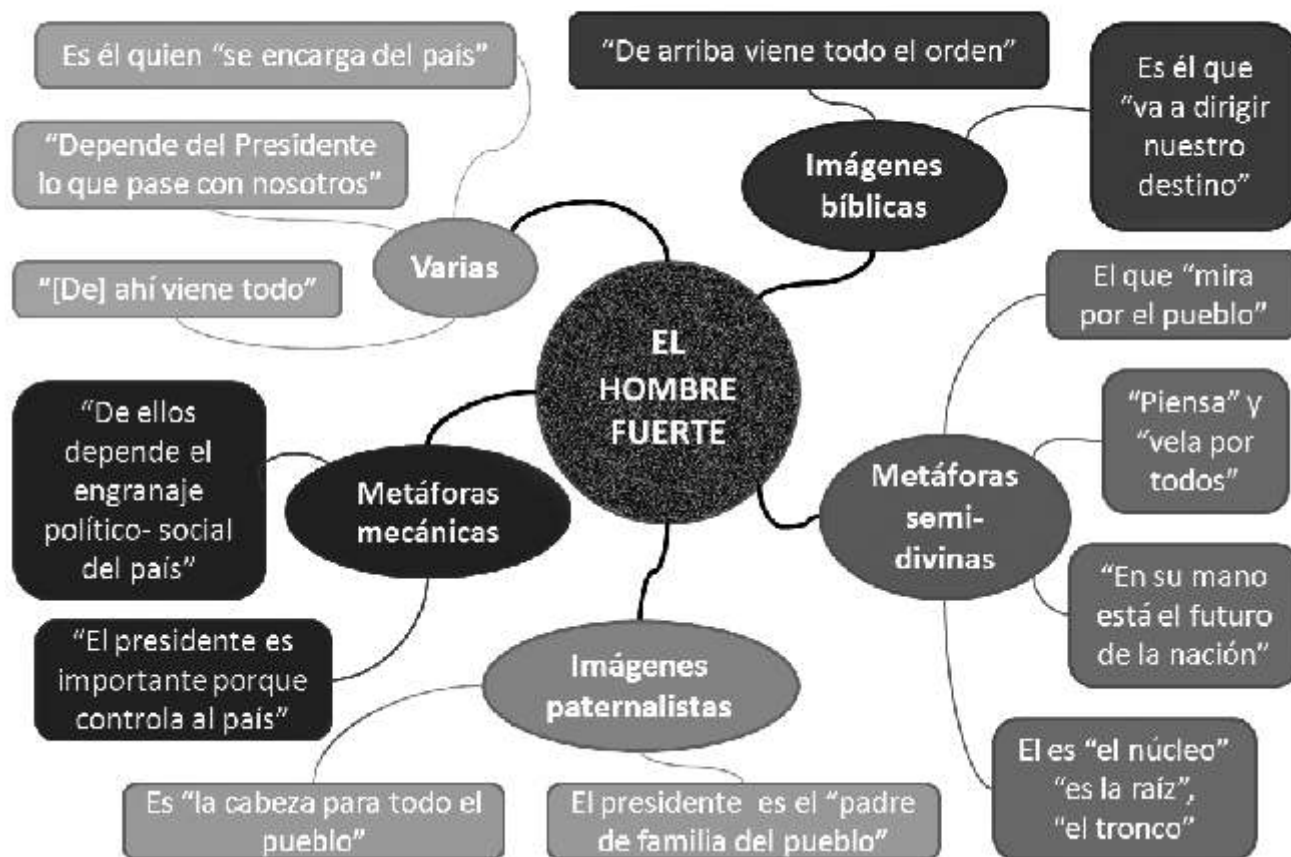 Es él quien “se encarga del país”
“Depende del Presidente
lo que pase con nosotros”
“[De] ahí viene todo”
Varias
“De arriba viene todo el orden”
Es él que
“va a dirigir
nuestro
destino”
Imágenes
bíblicas
EL
HOMBRE
FUERTE
El que “mira
por el pueblo”
“Piensa” y
“vela por
todos”
“En su mano
está el futuro
de la nación”
El es “el núcleo”
“es la raíz”,
“el tronco”
Metáforas
semi-
divinas
“De ellos
depende el
engranaje
político- social
del país”
“El presidente es
importante porque
controla al país”
Metáforas
mecánicas
Imágenes
paternalistas
Es “la cabeza para todo el
pueblo”
El presidente es el “padre
de familia del pueblo”